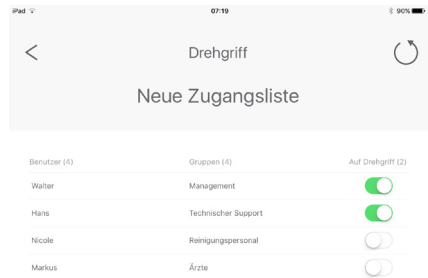 iPad 07:19 90%
Drehgriff
Neue Zugangsliste
Benutzer (4) Gruppen (4) Auf Drehgriff (2)
Walter Management
Hans Technischer Support
Nicole Reinigungspersonal
Markus Ärzte